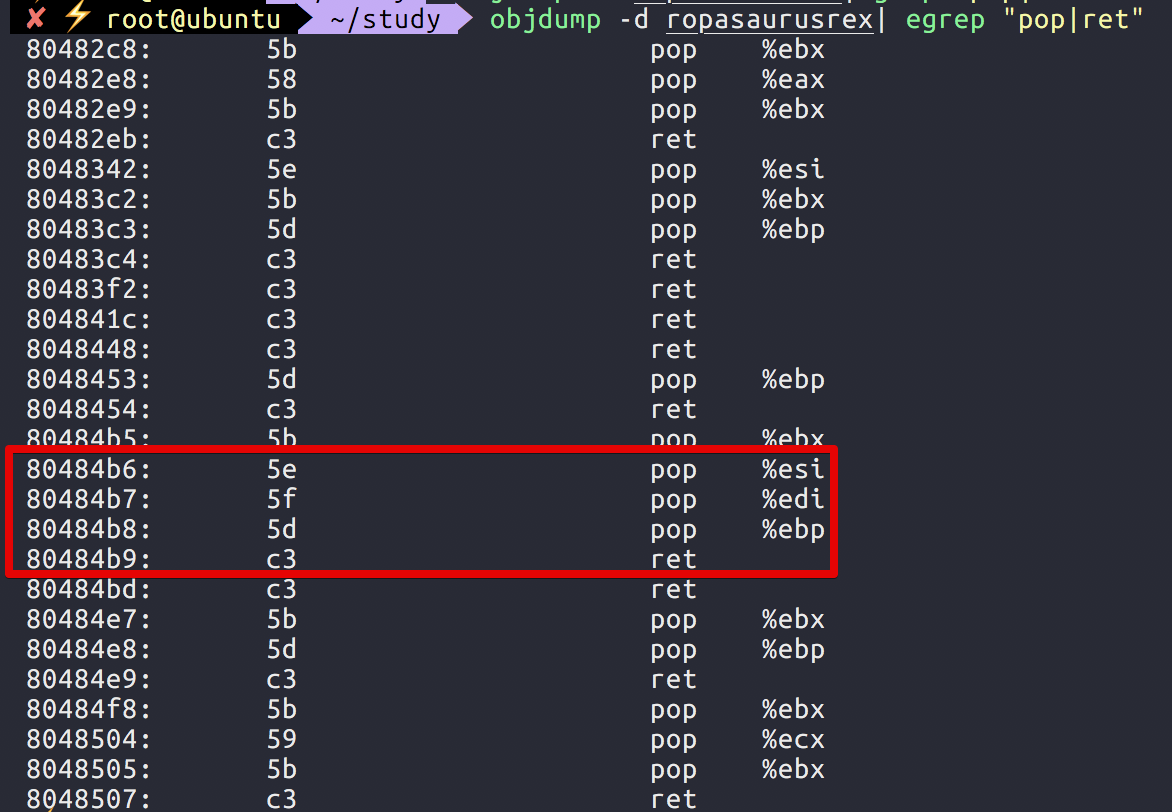 ✘ ⚡ root@ubuntu ~/study objdump -d ropasaurusrex| egrep "pop|ret"
80482c8: 5b pop %ebx
80482e8: 58 pop %eax
80482e9: 5b pop %ebx
80482eb: c3 ret
8048342: 5e pop %esi
80483c2: 5b pop %ebx
80483c3: 5d pop %ebp
80483c4: c3 ret
80483f2: c3 ret
804841c: c3 ret
8048448: c3 ret
8048453: 5d pop %ebp
8048454: c3 ret
80484b5: 5b pop %ebx
80484b6: 5e pop %esi
80484b7: 5f pop %edi
80484b8: 5d pop %ebp
80484b9: c3 ret
80484bd: c3 ret
80484e7: 5b pop %ebx
80484e8: 5d pop %ebp
80484e9: c3 ret
80484f8: 5b pop %ebx
8048504: 59 pop %ecx
8048505: 5b pop %ebx
8048507: c3 ret